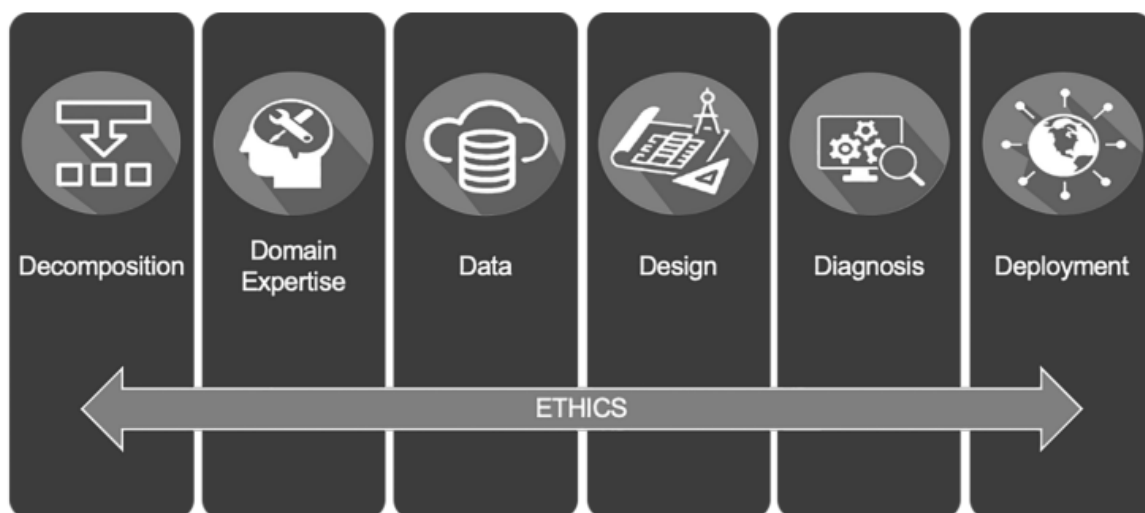 Decomposition
Domain
Expertise
Data
Design
Diagnosis
Deployment
ETHICS